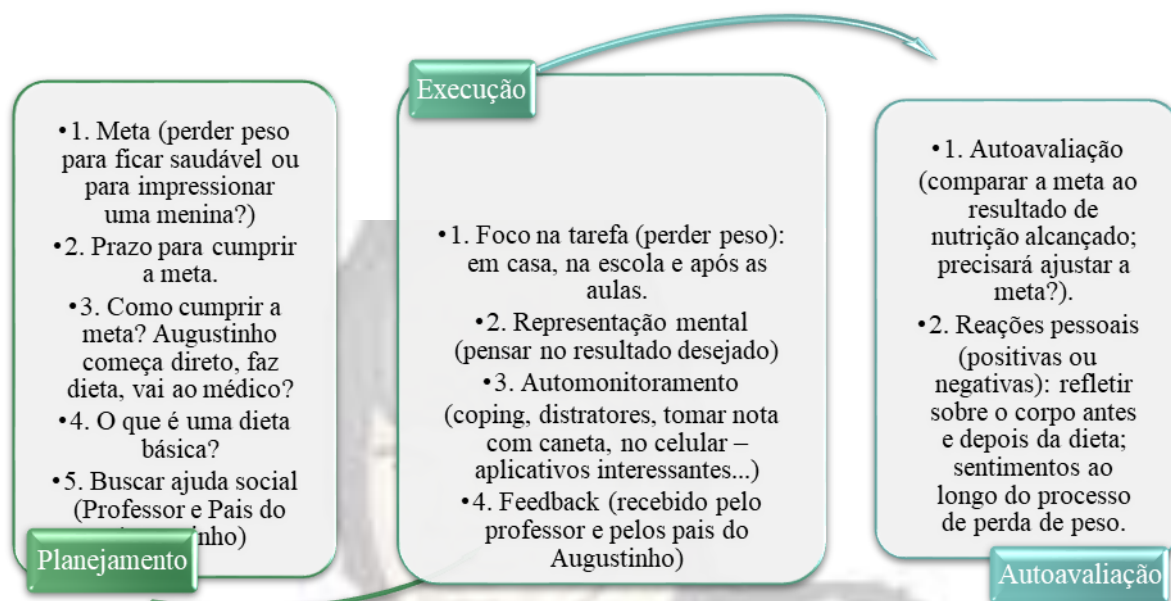 •1. Meta (perder peso
para ficar saudável ou
para impressionar
uma menina?)
•2. Prazo para cumprir
a meta.
•3. Como cumprir a
meta? Augustinho
começa direto, faz
dieta, vai ao médico?
•4. O que é uma dieta
básica?
•5. Buscar ajuda social
(Professor e Pais do
nho)
Planejamento
Execução
•1. Foco na tarefa (perder peso):
em casa, na escola e após as
aulas.
•2. Representação mental
(pensar no resultado desejado)
•3. Automonitoramento
(coping, distratores, tomar nota
com caneta, no celular –
aplicativos interessantes...)
•4. Feedback (recebido pelo
professor e pelos pais do
Augustinho)
•1. Autoavaliação
(comparar a meta ao
resultado de
nutrição alcançado;
precisará ajustar a
meta?).
•2. Reações pessoais
(positivas ou
negativas): refletir
sobre o corpo antes
e depois da dieta;
sentimentos ao
longo do processo
de perda de peso.
Autoavaliação